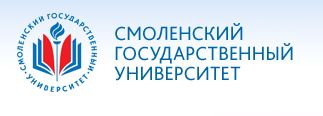 СМОЛЕНСКИЙ ГОСУДАРСТВЕННЫЙ
УНИВЕРСИТЕТ
СМОЛЕНСКИЙ
ГОСУДАРСТВЕННЫЙ
УНИВЕРСИТЕТ